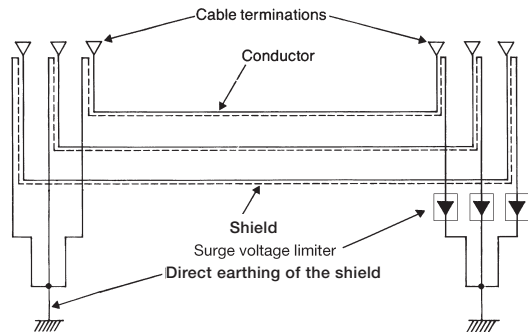 Cable terminations
Conductor
Shield
Surge voltage limiter
Direct earthing of the shield